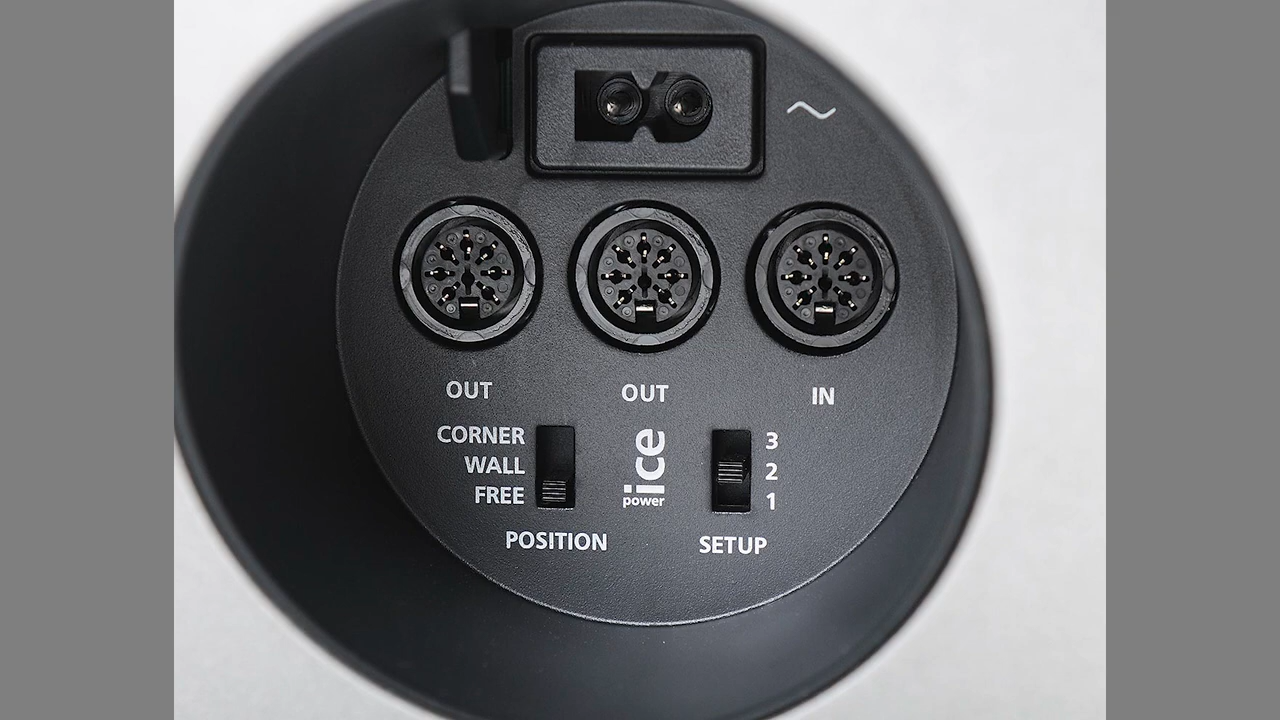 OUT
OUT
IN
CORNER
WALL
FREE
POSITION
power
ice
3
2
1
SETUP